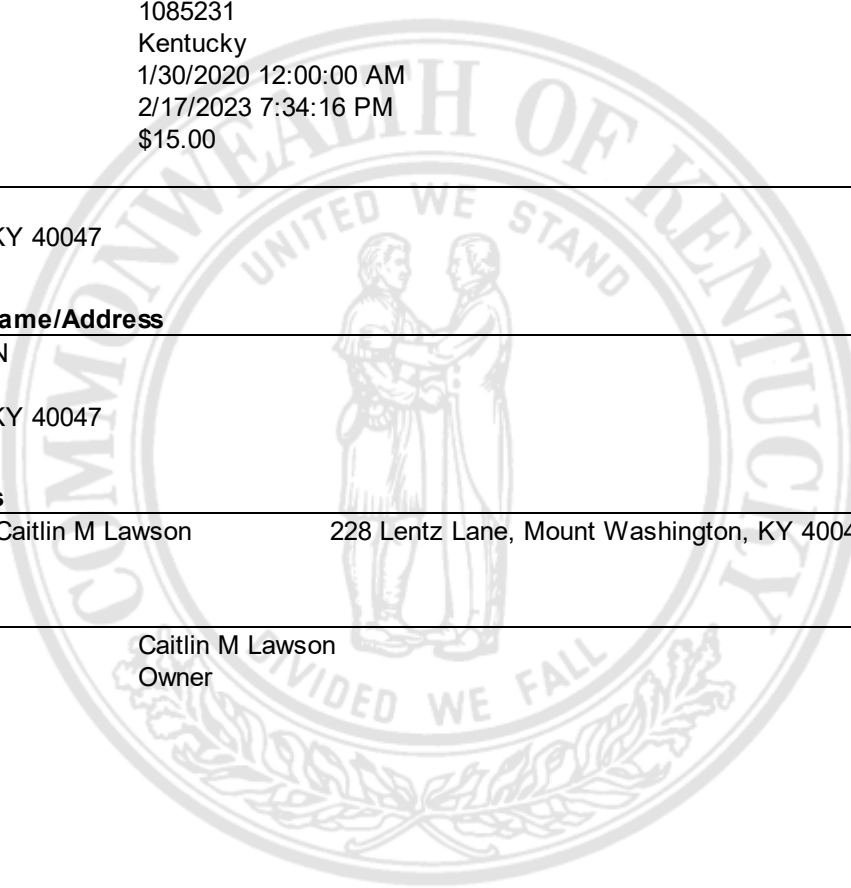 1085231
Kentucky
1/30/2020 12:00:00 AM
2/17/2023 7:34:16 PM
$15.00
KY 40047
ame/Address
N
KY 40047
s
Caitlin M Lawson 228 Lentz Lane, Mount Washington, KY 4004
Caitlin M Lawson
Owner
COMMONWEALTH OF KENTUCKY
UNITED WE STAND
DIVIDED WE FALL